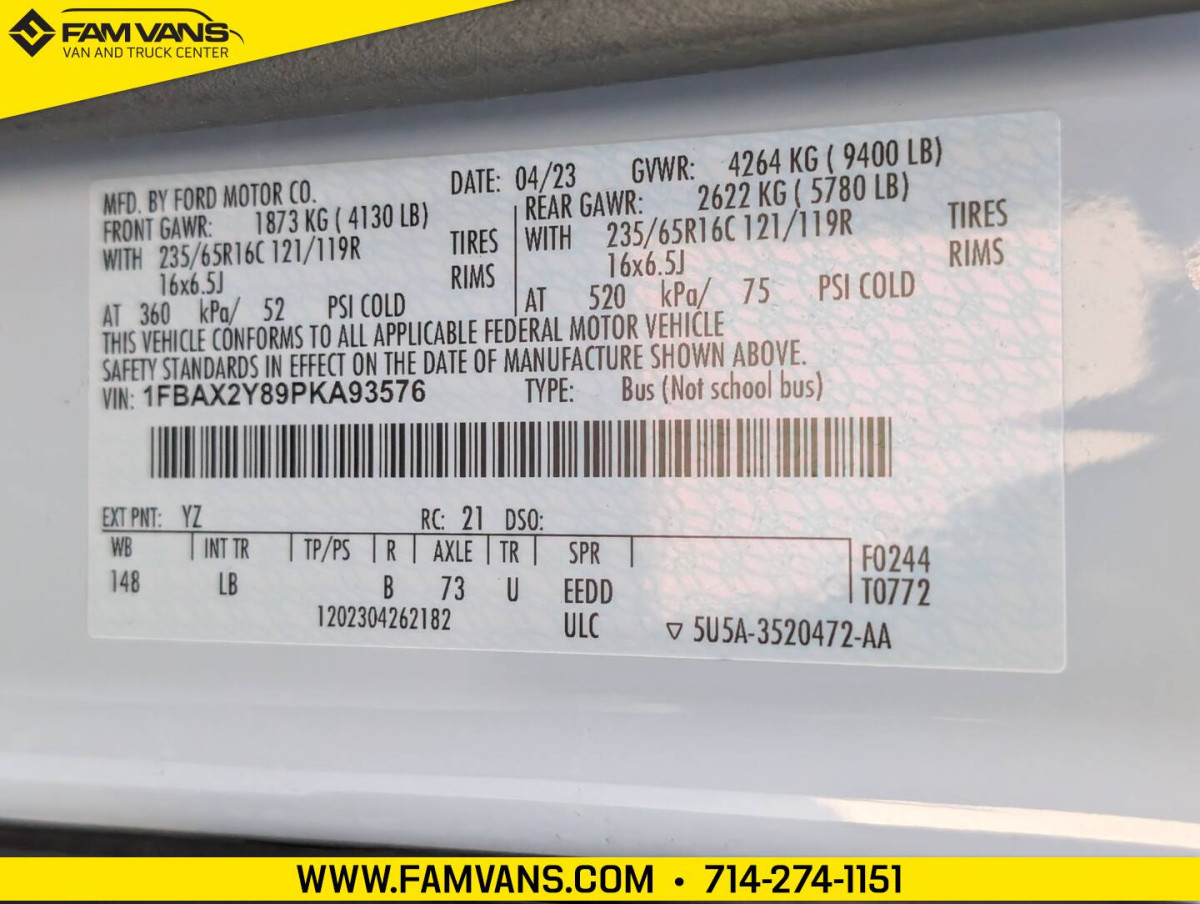 FAM VANS
VAN AND TRUCK CENTER
MFD. BY FORD MOTOR CO. DATE: 04/23 GVWR: 4264 KG ( 9400 LB)
FRONT GAWR: 1873 KG ( 4130 LB) REAR GAWR: 2622 KG ( 5780 LB)
WITH 235/65R16C 121/119R TIRES WITH 235/65R16C 121/119R TIRES
16x6.5J RIMS 16x6.5J RIMS
AT 360 kPa/ 52 PSI COLD AT 520 kPa/ 75 PSI COLD
THIS VEHICLE CONFORMS TO ALL APPLICABLE FEDERAL MOTOR VEHICLE
SAFETY STANDARDS IN EFFECT ON THE DATE OF MANUFACTURE SHOWN ABOVE.
VIN: 1FBAX2Y89PKA93576 TYPE: Bus (Not school bus)
EXT PNT: YZ RC: 21 DSO:
WB INT TR TP/PS R AXLE TR SPR F0244
148 LB B 73 U EEDD T0772
1202304262182 ULC ▽ 5U5A-3520472-AA
WWW.FAMVANS.COM • 714-274-1151